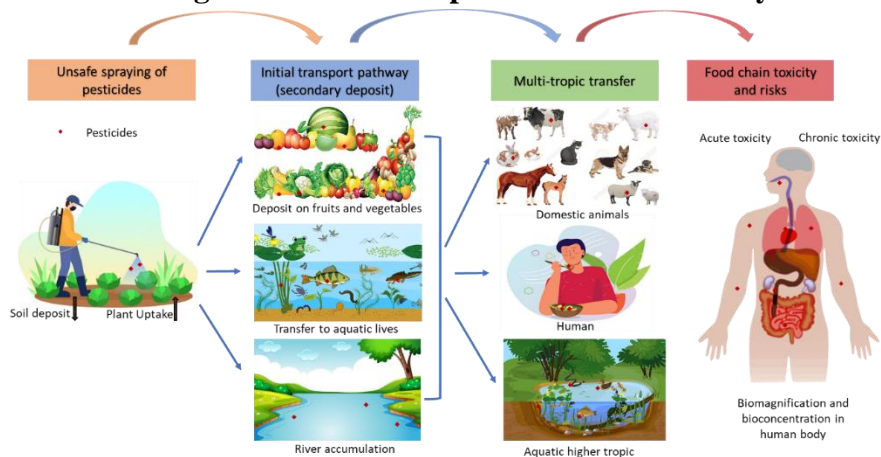 Unsafe spraying of
pesticides
Initial transport pathway
(secondary deposit)
Multi-tropic transfer
Food chain toxicity
and risks
Pesticides
Acute toxicity
Chronic toxicity
Deposit on fruits and vegetables
Domestic animals
Soil deposit
Plant Uptake
Transfer to aquatic lives
Human
River accumulation
Aquatic higher tropic
Biomagnification and
bioconcentration in
human body